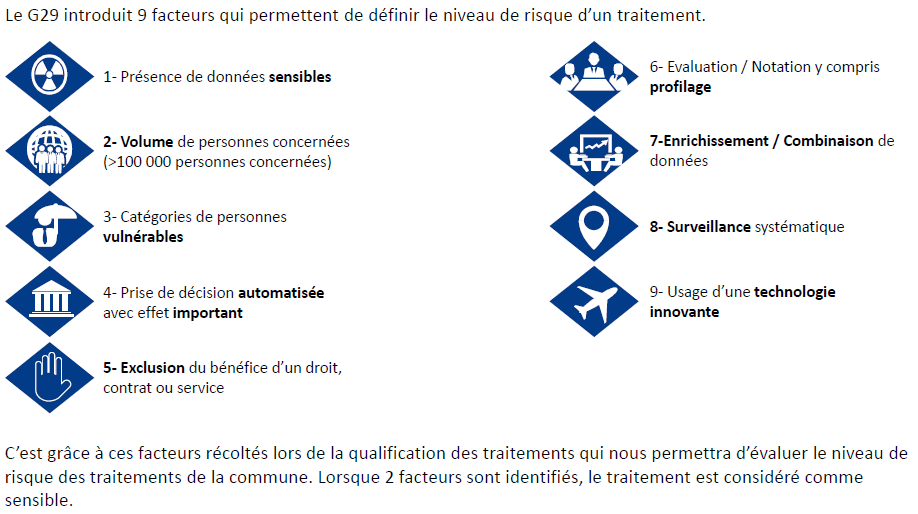 Le G29 introduit 9 facteurs qui permettent de définir le niveau de risque d’un traitement.
1- Présence de données sensibles
2- Volume de personnes concernées
(>100 000 personnes concernées)
3- Catégories de personnes
vulnérables
4- Prise de décision automatisée
avec effet important
5- Exclusion du bénéfice d’un droit,
contrat ou service
6- Evaluation / Notation y compris
profilage
7-Enrichissement / Combinaison de
données
8- Surveillance systématique
9- Usage d’une technologie
innovante
C’est grâce à ces facteurs récoltés lors de la qualification des traitements qui nous permettra d’évaluer le niveau de
risque des traitements de la commune. Lorsque 2 facteurs sont identifiés, le traitement est considéré comme
sensible.